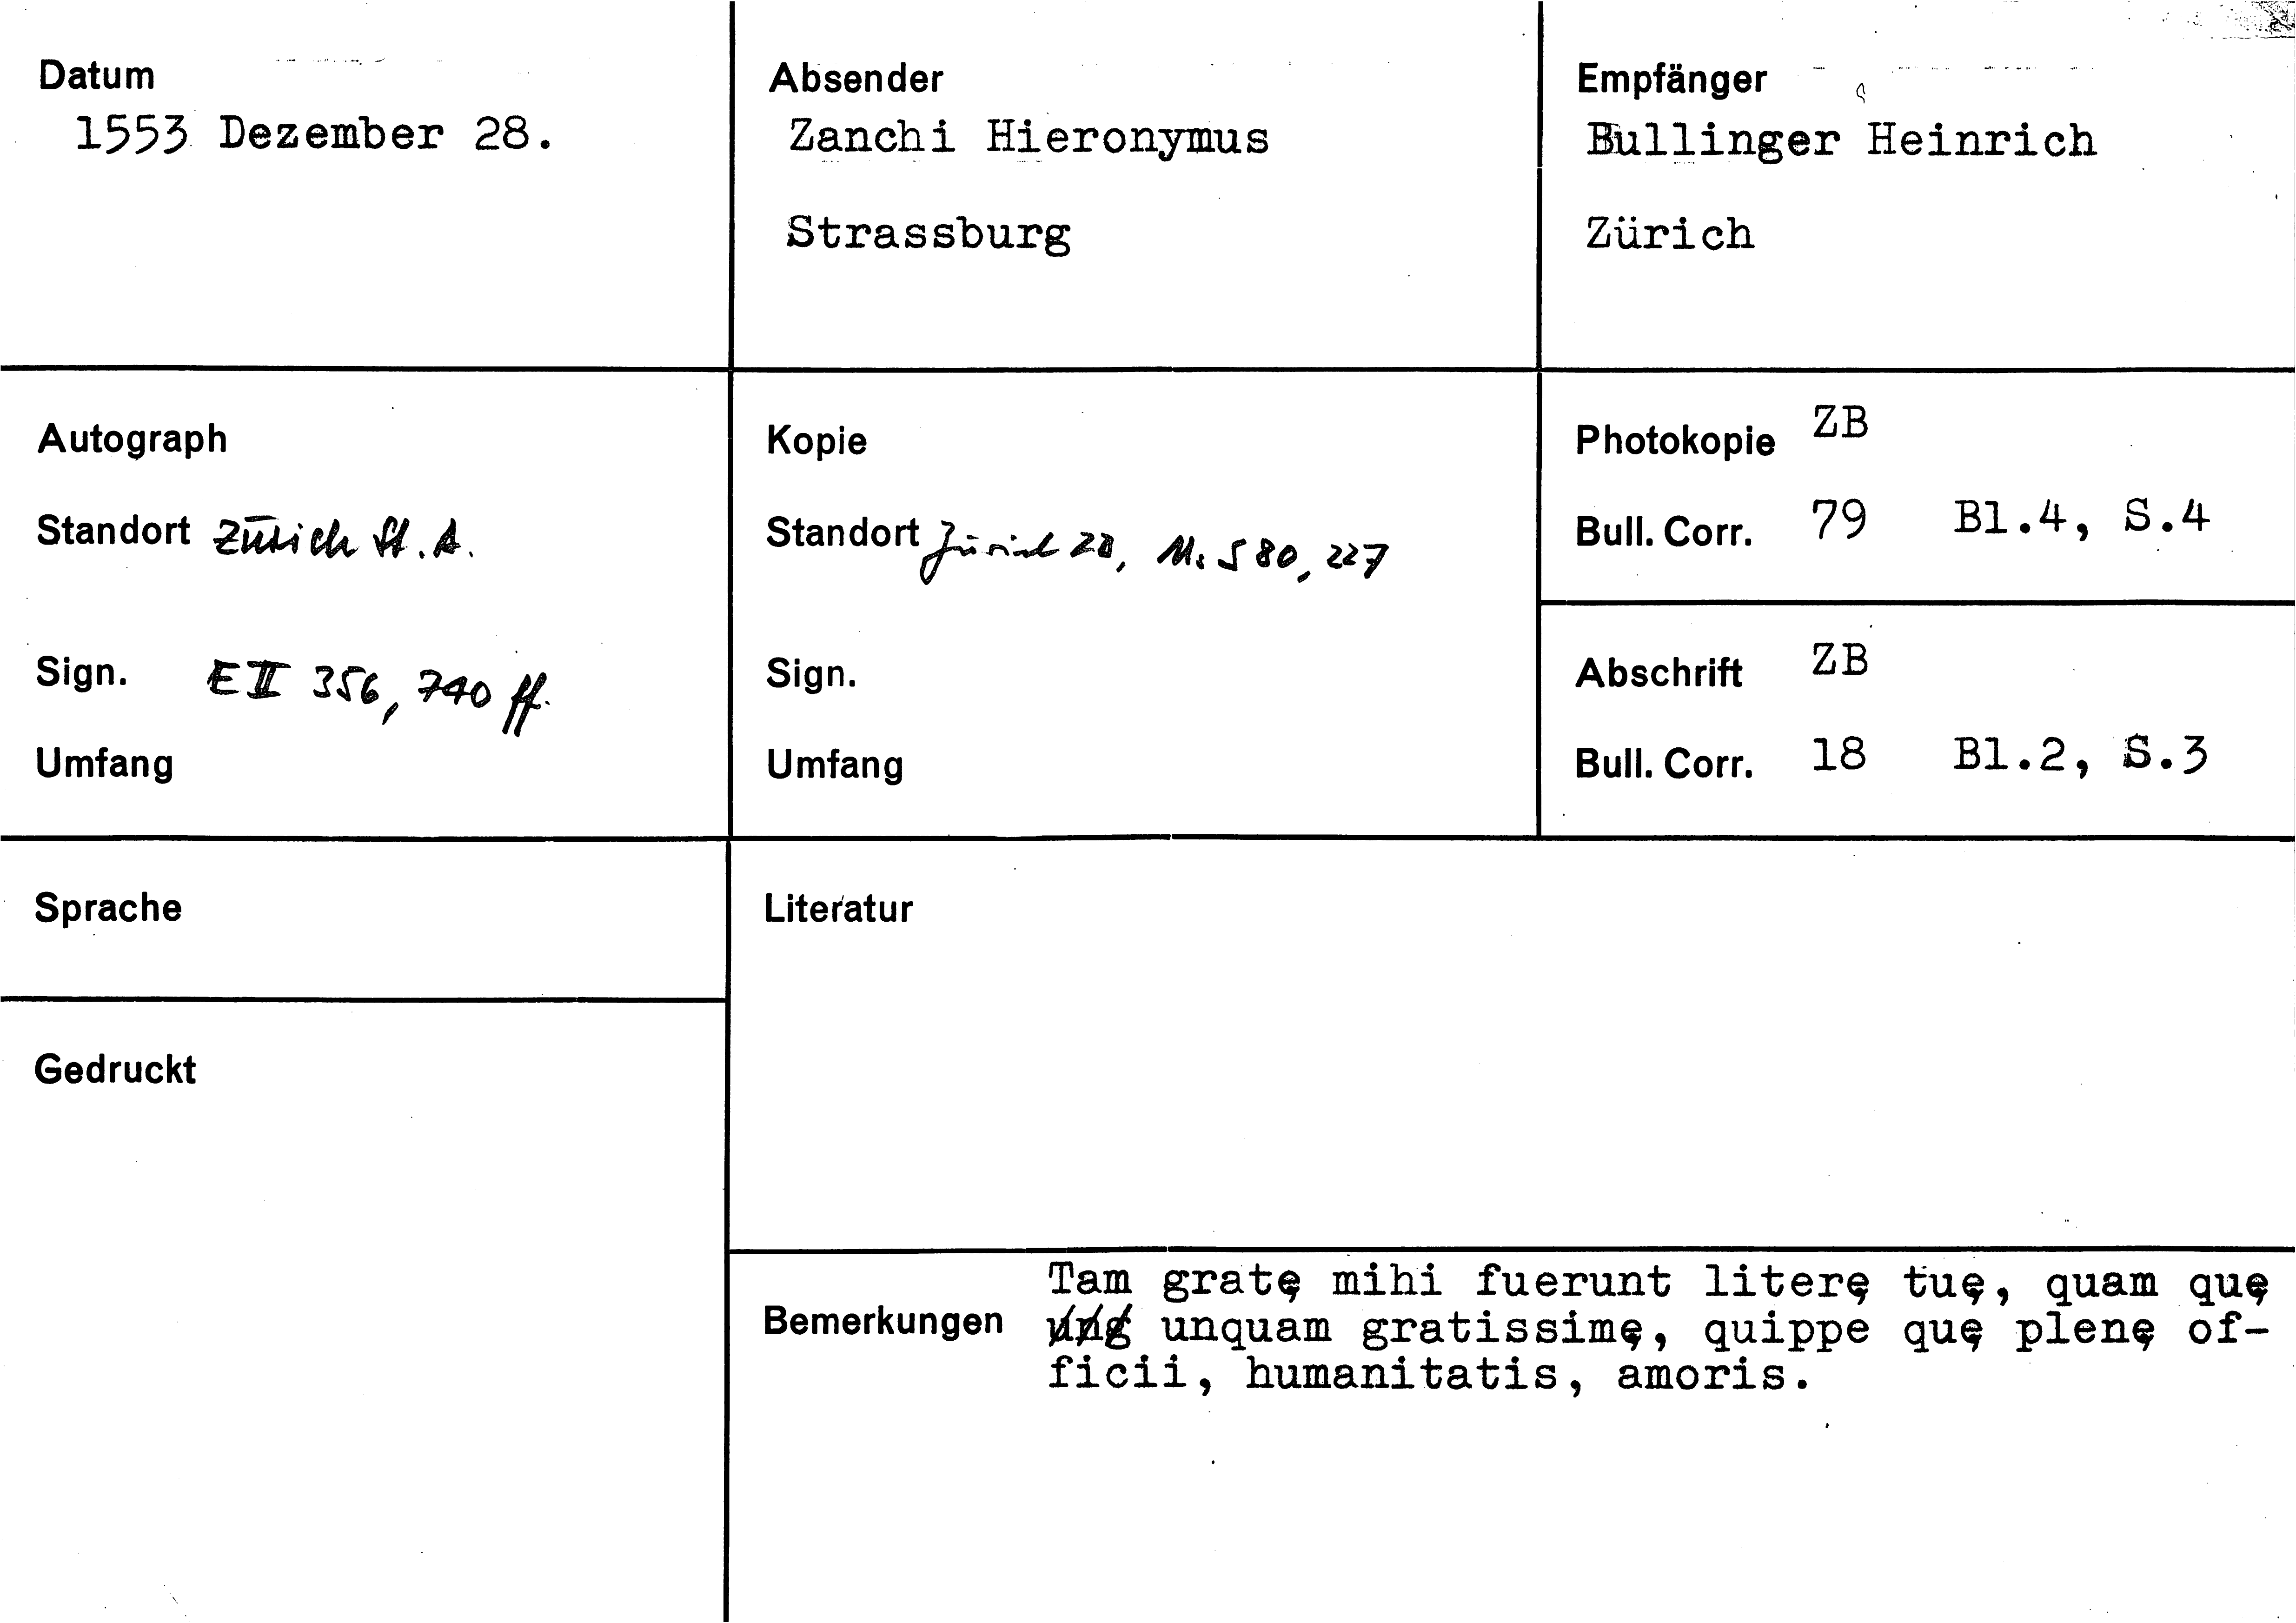 Datum
1553 Dezember 28.
Absender
Zanchi Hieronymus
Strassburg
Empfänger
Bullinger Heinrich
Zürich
Autograph
Standort Zürich St. A.
Sign. E II 356, 740 ff.
Umfang
Kopie
Standort Zürich ZB, Ms S 80, 227
Sign.
Umfang
Photokopie ZB
Bull. Corr. 79 Bl.4, S.4
Abschrift ZB
Bull. Corr. 18 Bl.2, S.3
Sprache
Gedruckt
Literatur
Bemerkungen
Tam gratę mihi fuerunt literę tuę, quam quę
unquam gratissimę, quippe quę plenę of-
ficii, humanitatis, amoris.